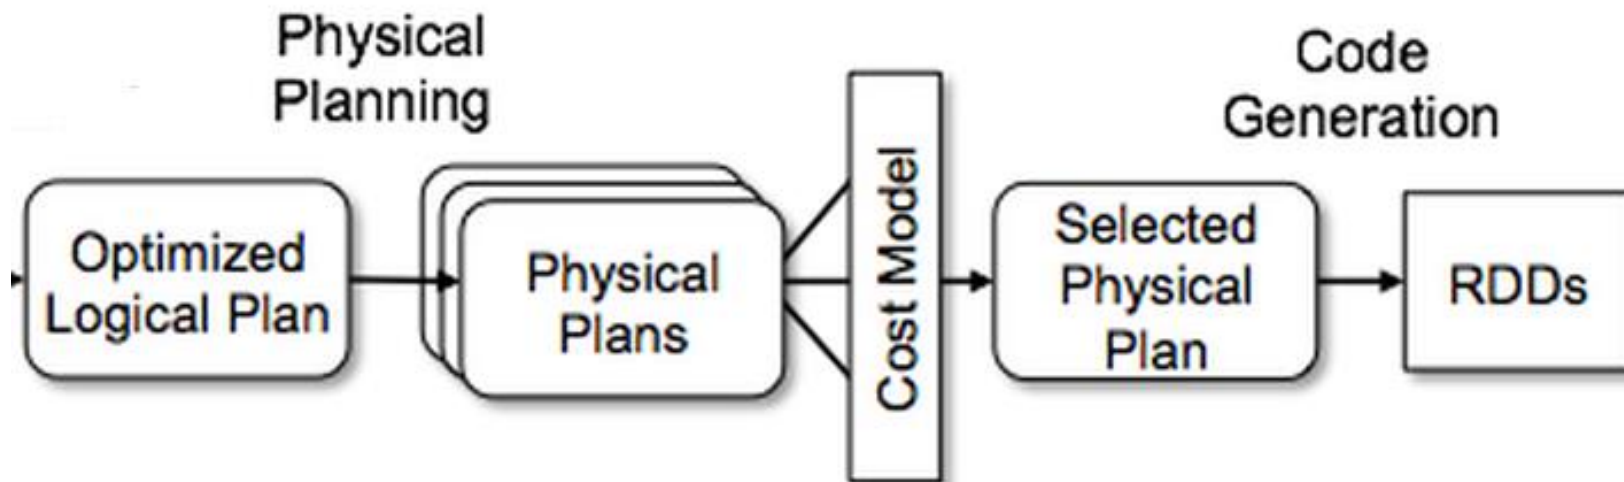 Physical
Planning
Code
Generation
Optimized
Logical Plan
Physical
Plans
Cost Model
Selected
Physical
Plan
RDDs